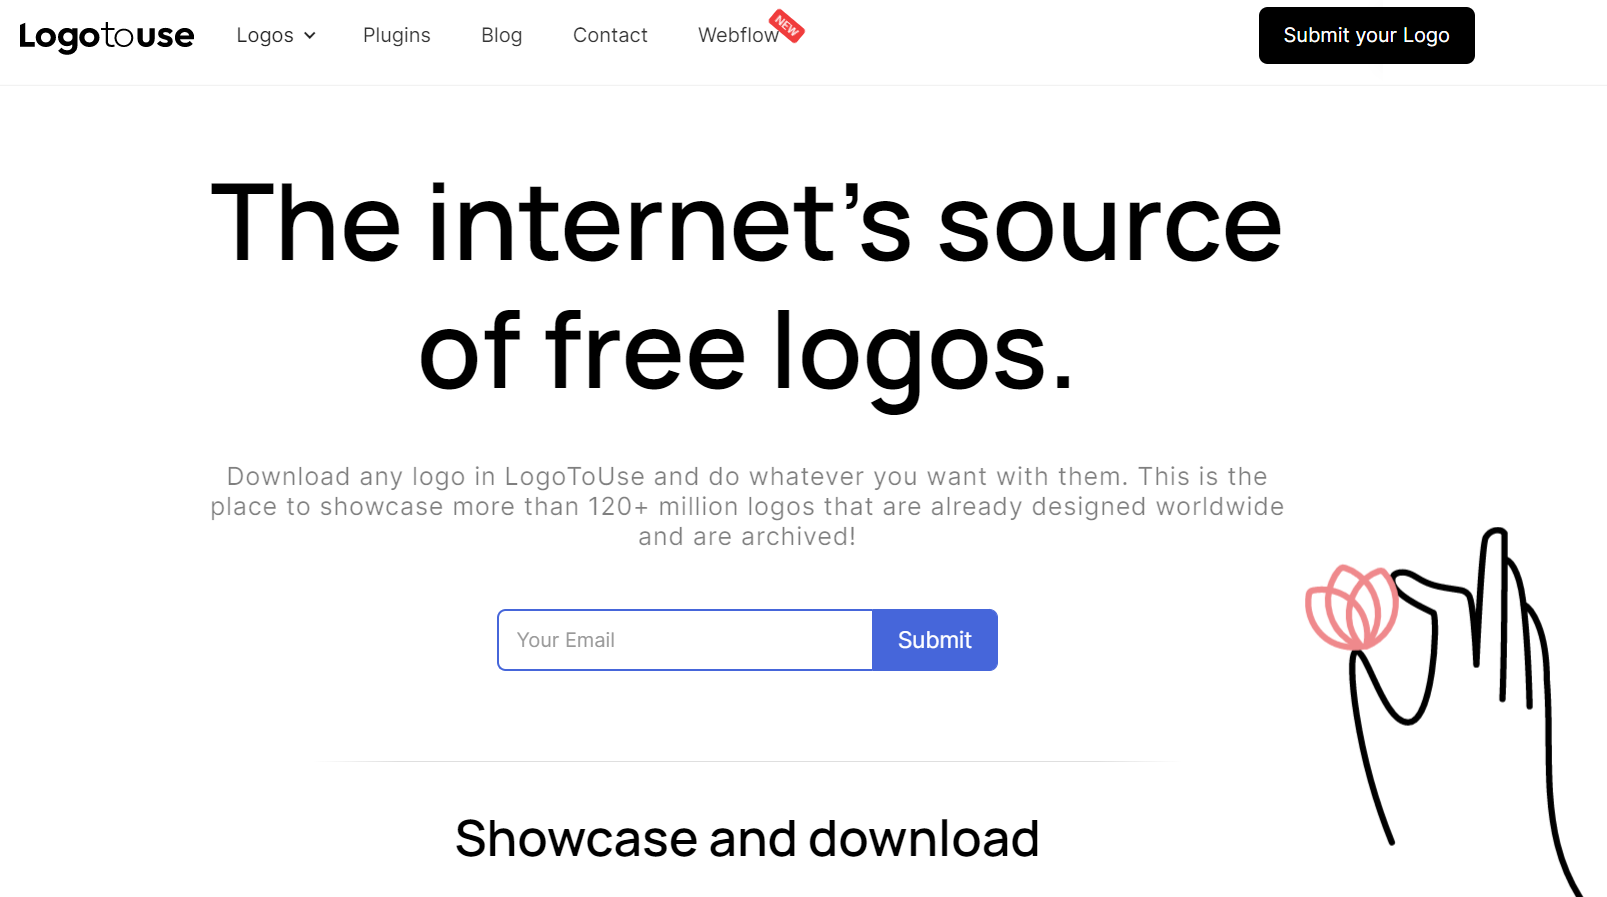 Logotouse
Logos
Plugins
Blog
Contact
Webflow
NEW
Submit your Logo
The internet’s source
of free logos.
Download any logo in LogoToUse and do whatever you want with them. This is the
place to showcase more than 120+ million logos that are already designed worldwide
and are archived!
Your Email
Submit
Showcase and download